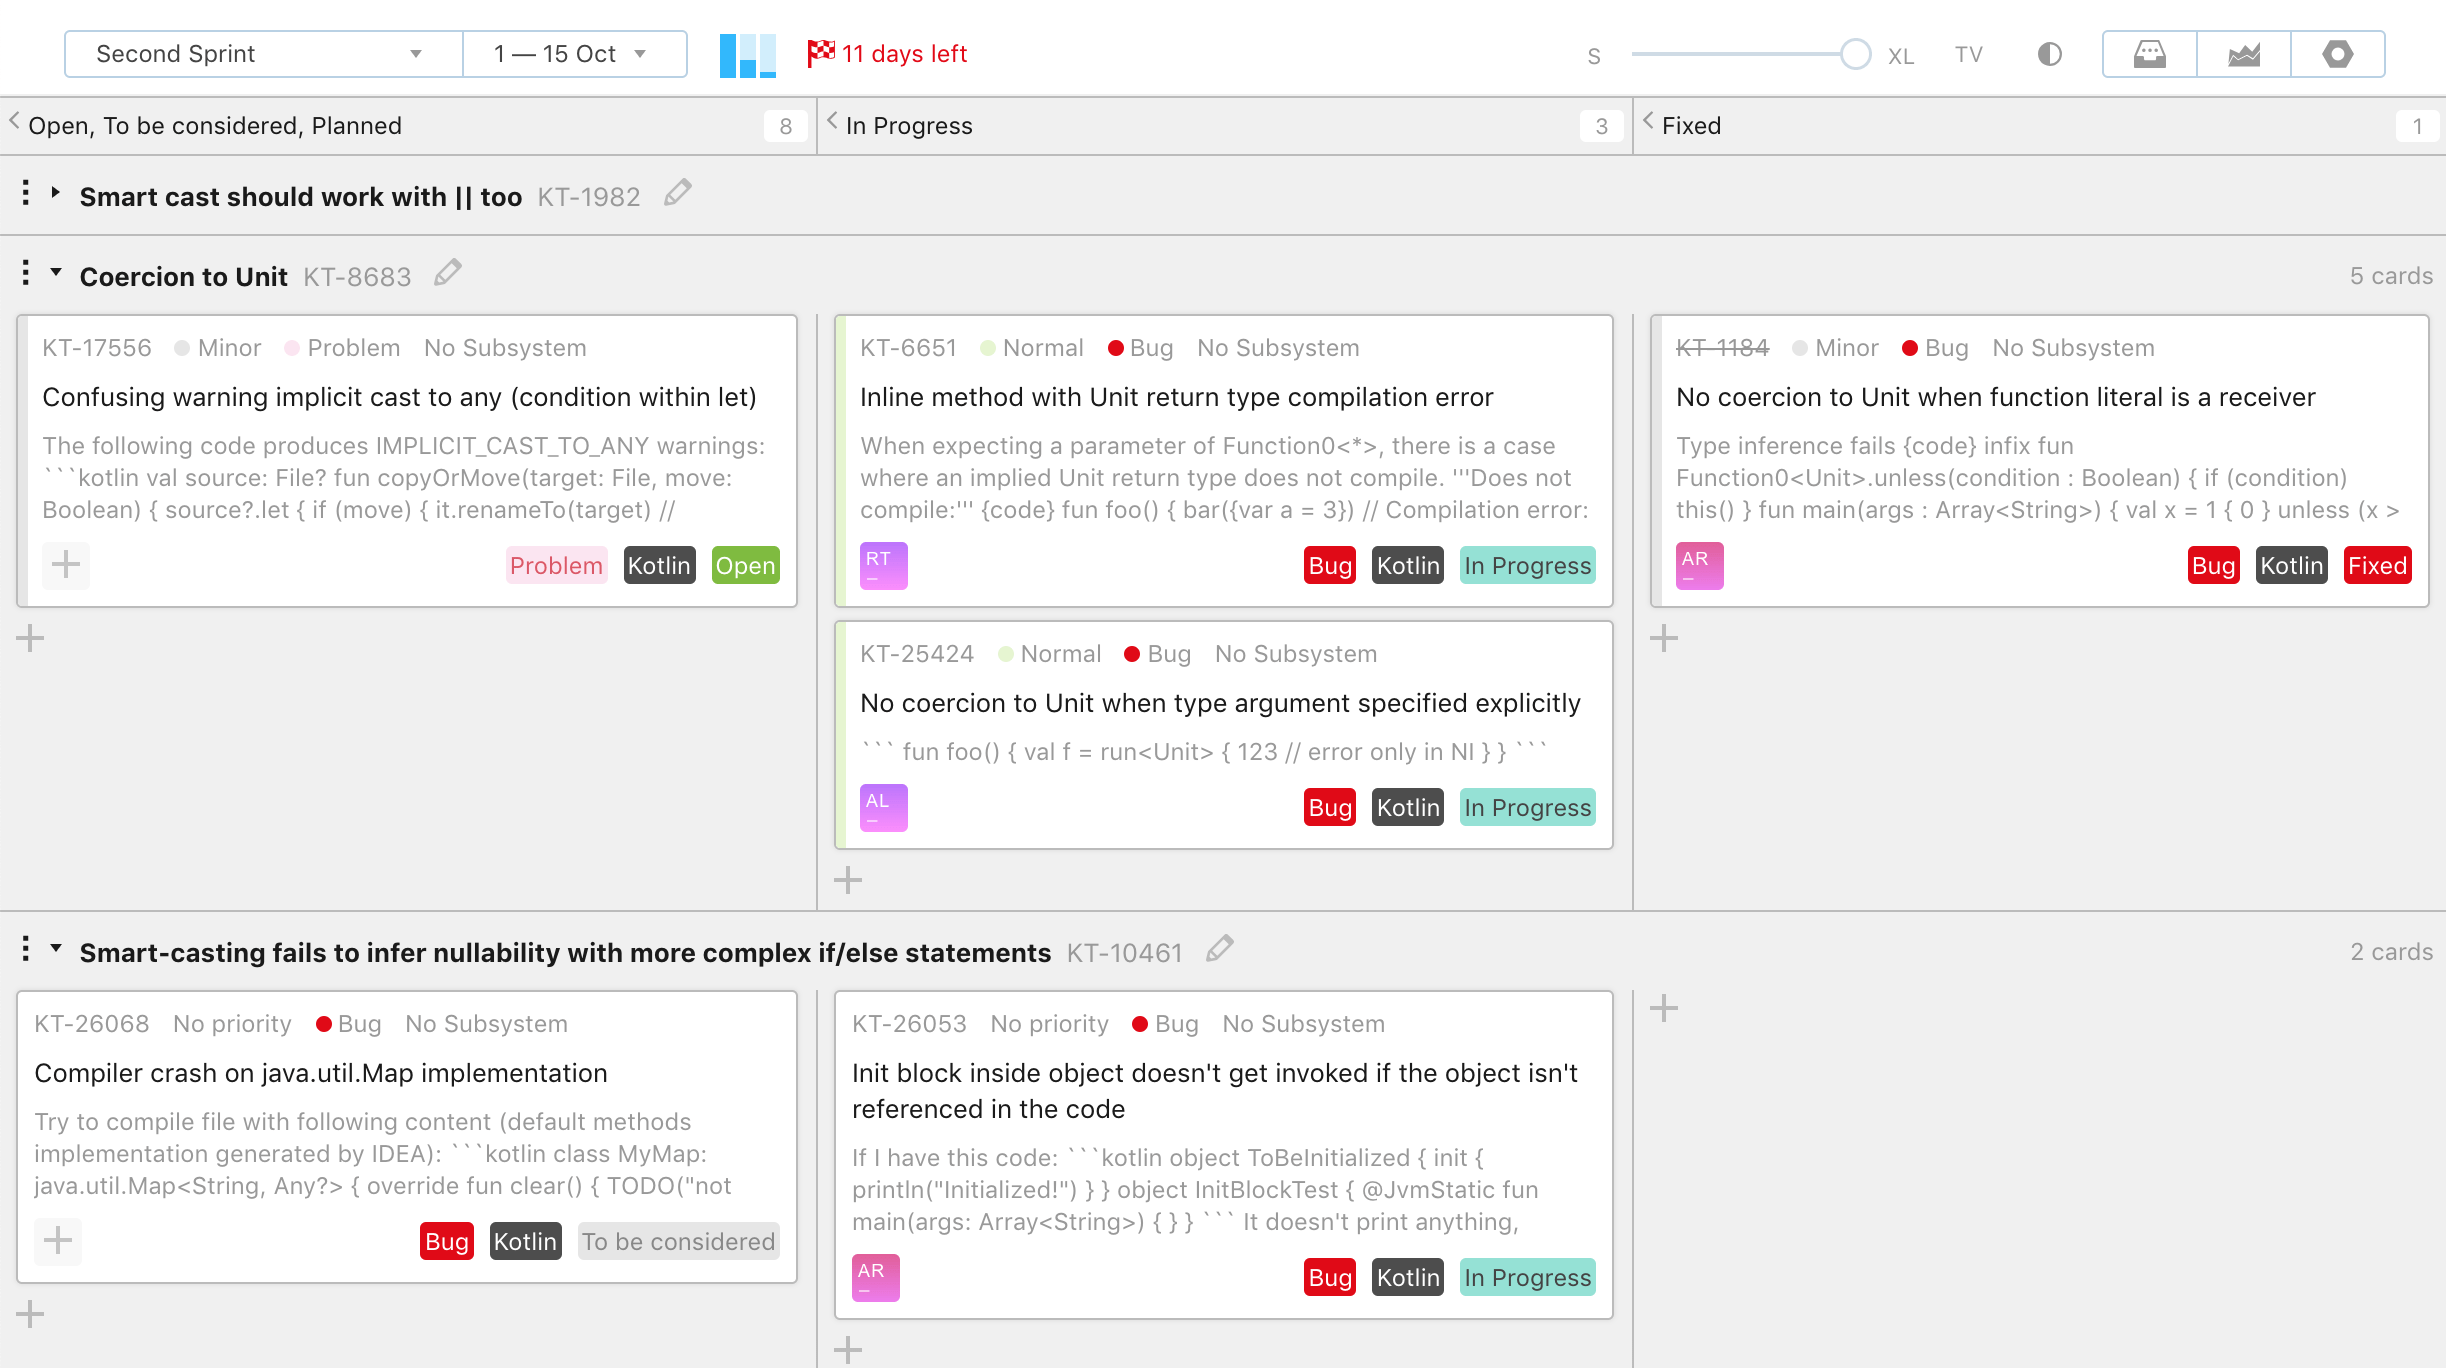 Second Sprint
1 — 15 Oct
11 days left
S
XL
TV
Open, To be considered, Planned
8
In Progress
3
Fixed
1
Smart cast should work with || too KT-1982
Coercion to Unit KT-8683
5 cards
KT-17556 Minor Problem No Subsystem
Confusing warning implicit cast to any (condition within let)
The following code produces IMPLICIT_CAST_TO_ANY warnings:
```kotlin val source: File? fun copyOrMove(target: File, move:
Boolean) { source?.let { if (move) { it.renameTo(target) //
Problem Kotlin Open
KT-6651 Normal Bug No Subsystem
Inline method with Unit return type compilation error
When expecting a parameter of Function0<*>, there is a case
where an implied Unit return type does not compile. '''Does not
compile:''' {code} fun foo() { bar({var a = 3}) // Compilation error:
RT
Bug Kotlin In Progress
KT-25424 Normal Bug No Subsystem
No coercion to Unit when type argument specified explicitly
``` fun foo() { val f = run<Unit> { 123 // error only in NI } } ```
AL
Bug Kotlin In Progress
KT-1184 Minor Bug No Subsystem
No coercion to Unit when function literal is a receiver
Type inference fails {code} infix fun
Function0<Unit>.unless(condition : Boolean) { if (condition)
this() } fun main(args : Array<String>) { val x = 1 { 0 } unless (x >
AR
Bug Kotlin Fixed
Smart-casting fails to infer nullability with more complex if/else statements KT-10461
2 cards
KT-26068 No priority Bug No Subsystem
Compiler crash on java.util.Map implementation
Try to compile file with following content (default methods
implementation generated by IDEA): ```kotlin class MyMap:
java.util.Map<String, Any?> { override fun clear() { TODO("not
Bug Kotlin To be considered
KT-26053 No priority Bug No Subsystem
Init block inside object doesn't get invoked if the object isn't
referenced in the code
If I have this code: ```kotlin object ToBeInitialized { init {
println("Initialized!") } } object InitBlockTest { @JvmStatic fun
main(args: Array<String>) { } } ``` It doesn't print anything,
AR
Bug Kotlin In Progress